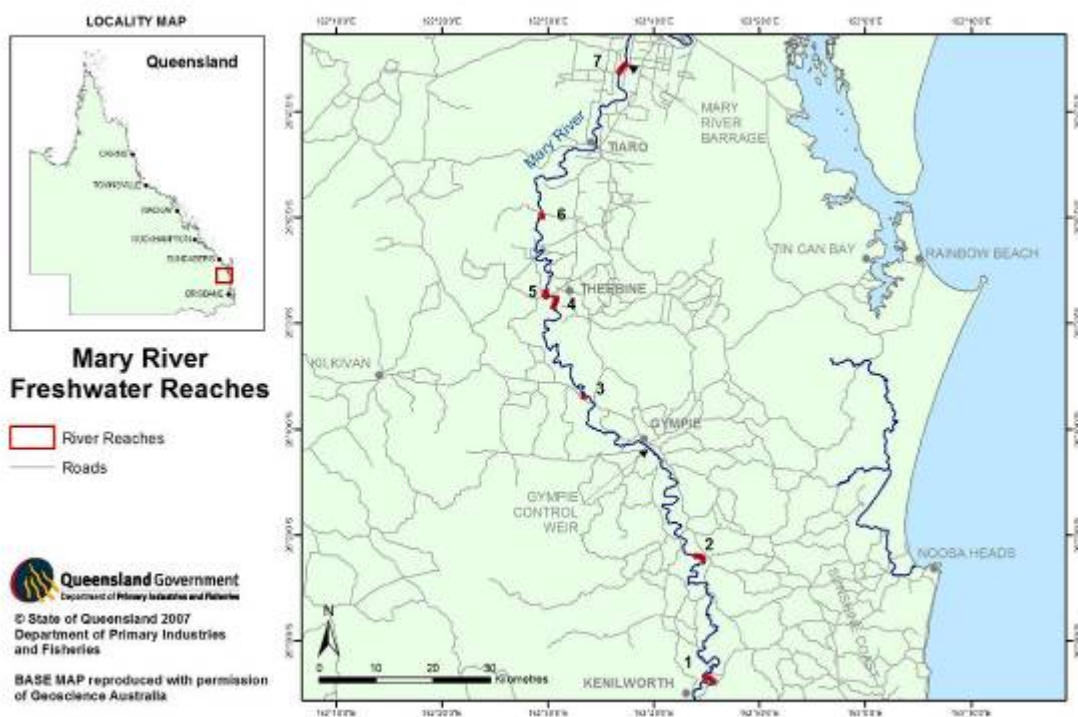 LOCALITY MAP
Queensland
CAIRNS
TOWNSVILLE
MACKAY
ROCKHAMPTON
BUNDABERG
BRISBANE
Mary River
Freshwater Reaches
River Reaches
Roads
Queensland Government
Department of Primary Industries and Fisheries
© State of Queensland 2007
Department of Primary Industries
and Fisheries
BASE MAP reproduced with permission
of Geoscience Australia
7
MARY
RIVER
BARRAGE
Mary River
TIARO
6
TIN CAN BAY
RAINBOW BEACH
5
THEEBINE
4
KILKIVAN
3
GYMPIE
GYMPIE
CONTROL
WEIR
2
NOOSA HEADS
SUNSHINE COAST
N
0 10 20 30
Kilometres
1
KENILWORTH